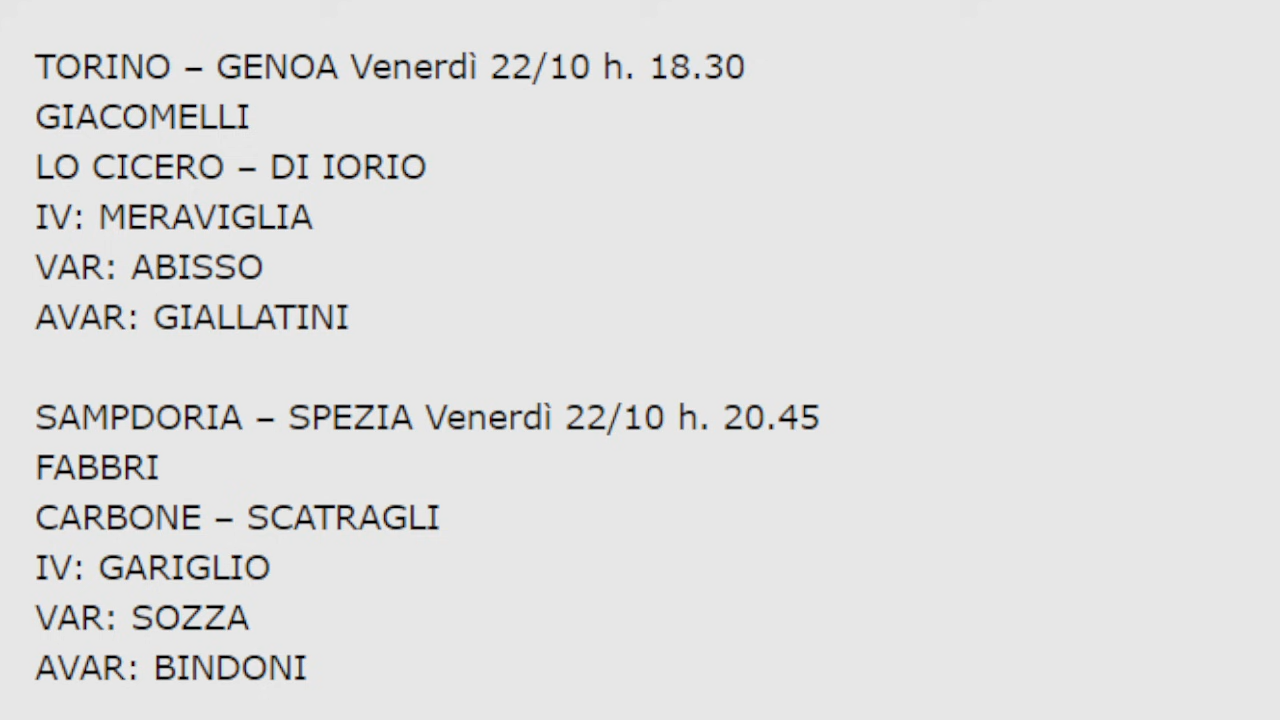 TORINO – GENOA Venerdì 22/10 h. 18.30
GIACOMELLI
LO CICERO – DI IORIO
IV: MERAVIGLIA
VAR: ABISSO
AVAR: GIALLATINI
SAMPDORIA – SPEZIA Venerdì 22/10 h. 20.45
FABBRI
CARBONE – SCATRAGLI
IV: GARIGLIO
VAR: SOZZA
AVAR: BINDONI